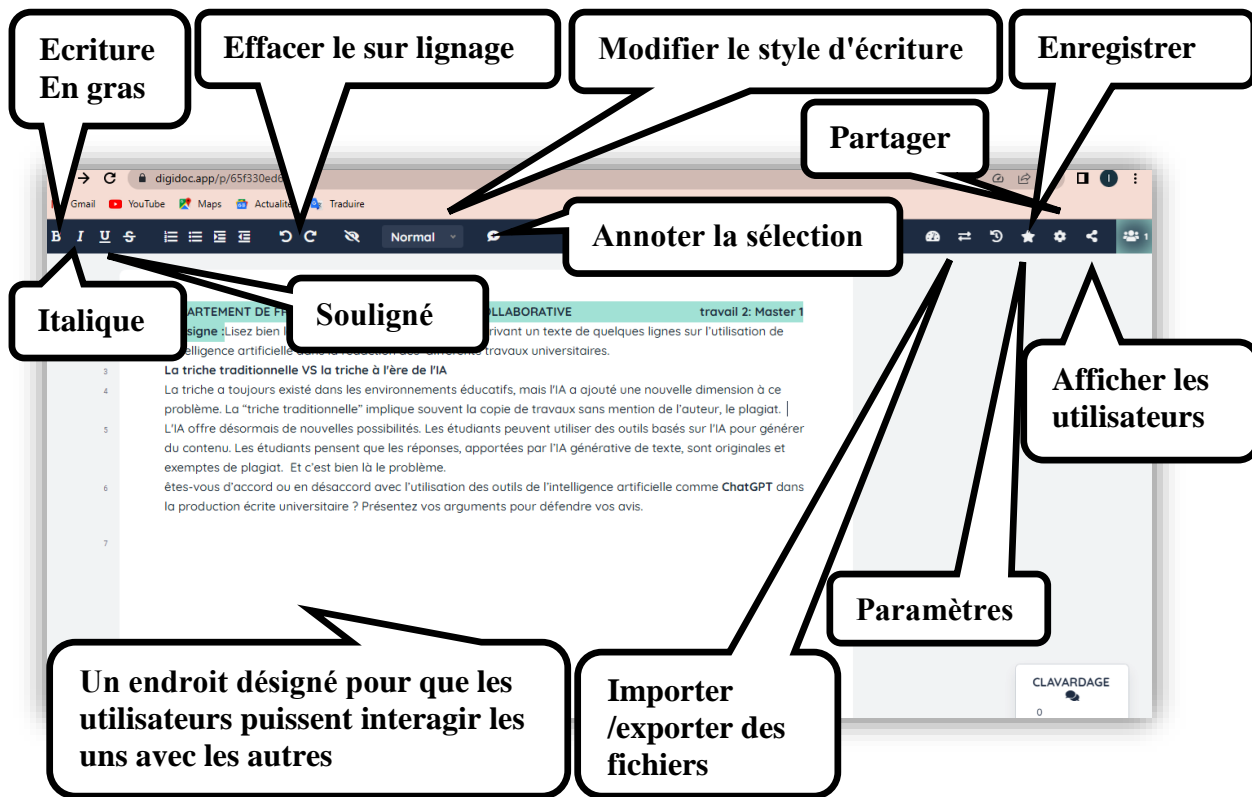 Ecriture
En gras
Effacer le sur lignage
Modifier le style d'écriture
Enregistrer
Partager
digidoc.app/p/65f330ed
Gmail YouTube Maps Actualité Traduire
I
B I U S Normal 1
Annoter la sélection
Italique
Souligné
ARTEMENT DE LLABORATIVE travail 2: Master 1
signe :Lisez bien rivant un texte de quelques lignes sur l'utilisation de
travaux universitaires.
3 La triche traditionnelle VS la triche à l'ère de l'IA
4 La triche a toujours existé dans les environnements éducatifs, mais l'IA a ajouté une nouvelle dimension à ce
problème. La "triche traditionnelle" implique souvent la copie de travaux sans mention de l'auteur, le plagiat.
5 L'IA offre désormais de nouvelles possibilités. Les étudiants peuvent utiliser des outils basés sur l'IA pour générer
du contenu. Les étudiants pensent que les réponses, apportées par l'IA générative de texte, sont originales et
exemptes de plagiat. Et c'est bien là le problème.
6 êtes-vous d'accord ou en désaccord avec l'utilisation des outils de l'intelligence artificielle comme ChatGPT dans
la production écrite universitaire ? Présentez vos arguments pour défendre vos avis.
7
Afficher les
utilisateurs
Paramètres
Un endroit désigné pour que les
utilisateurs puissent interagir les
uns avec les autres
Importer
/exporter des
fichiers
CLAVARDAGE
0